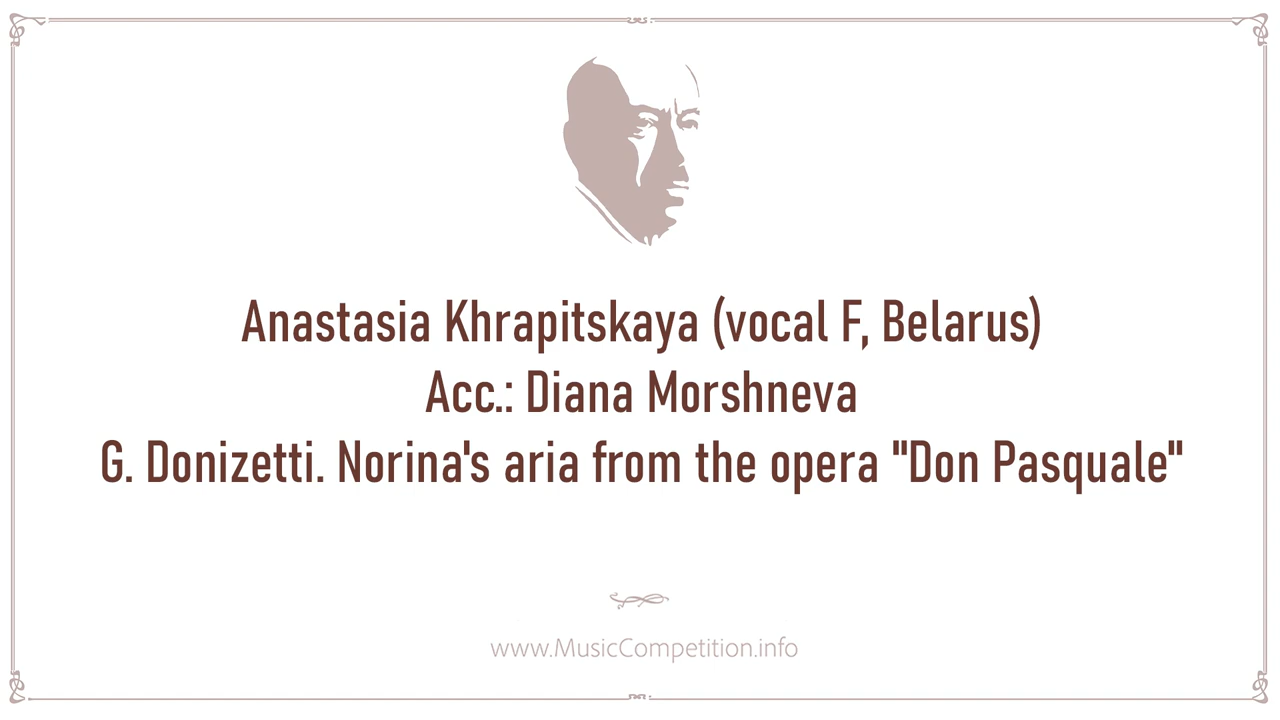 Anastasia Khrapitskaya (vocal F, Belarus)
Acc.: Diana Morshneva
G. Donizetti. Norina's aria from the opera "Don Pasquale"
www.MusicCompetition.info